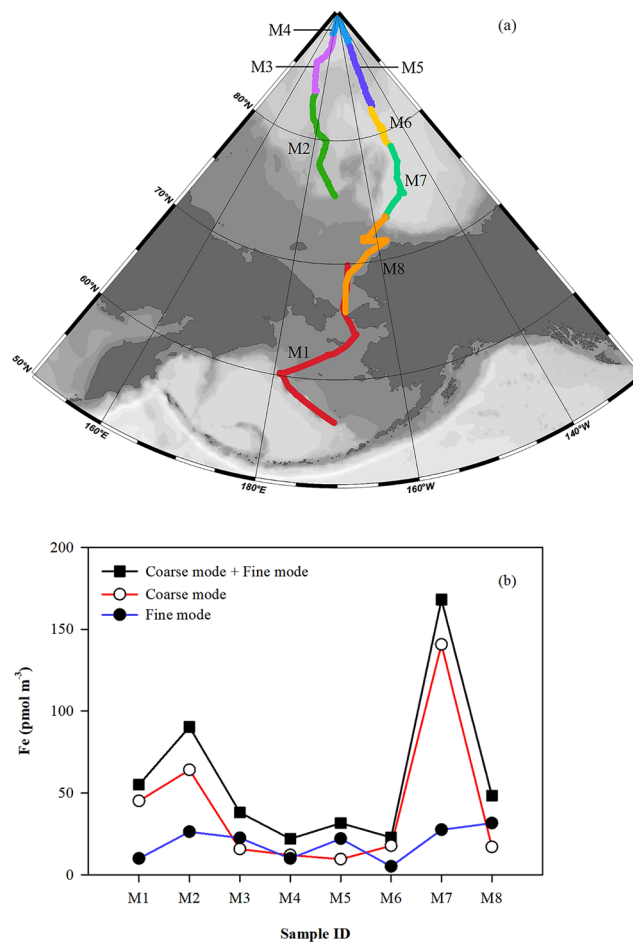 (a)
M4
M3
M5
80°N
M6
M2
M7
70°N
M8
60°N
M1
50°N
160°E
140°W
180°E
160°W
200
Coarse mode + Fine mode
(b)
Coarse mode
Fine mode
150
Fe (pmol m⁻³)
100
50
0
M1 M2 M3 M4 M5 M6 M7 M8
Sample ID